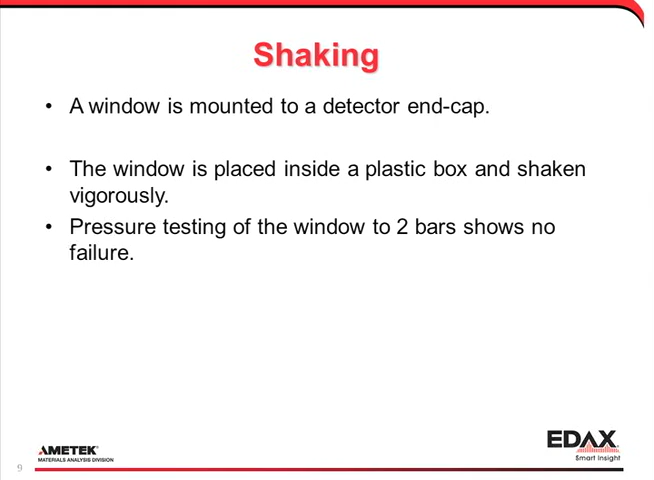 Shaking
• A window is mounted to a detector end-cap.
• The window is placed inside a plastic box and shaken
vigorously.
• Pressure testing of the window to 2 bars shows no
failure.
AMETEK®
MATERIALS ANALYSIS DIVISION
EDAX®
Smart Insight
9